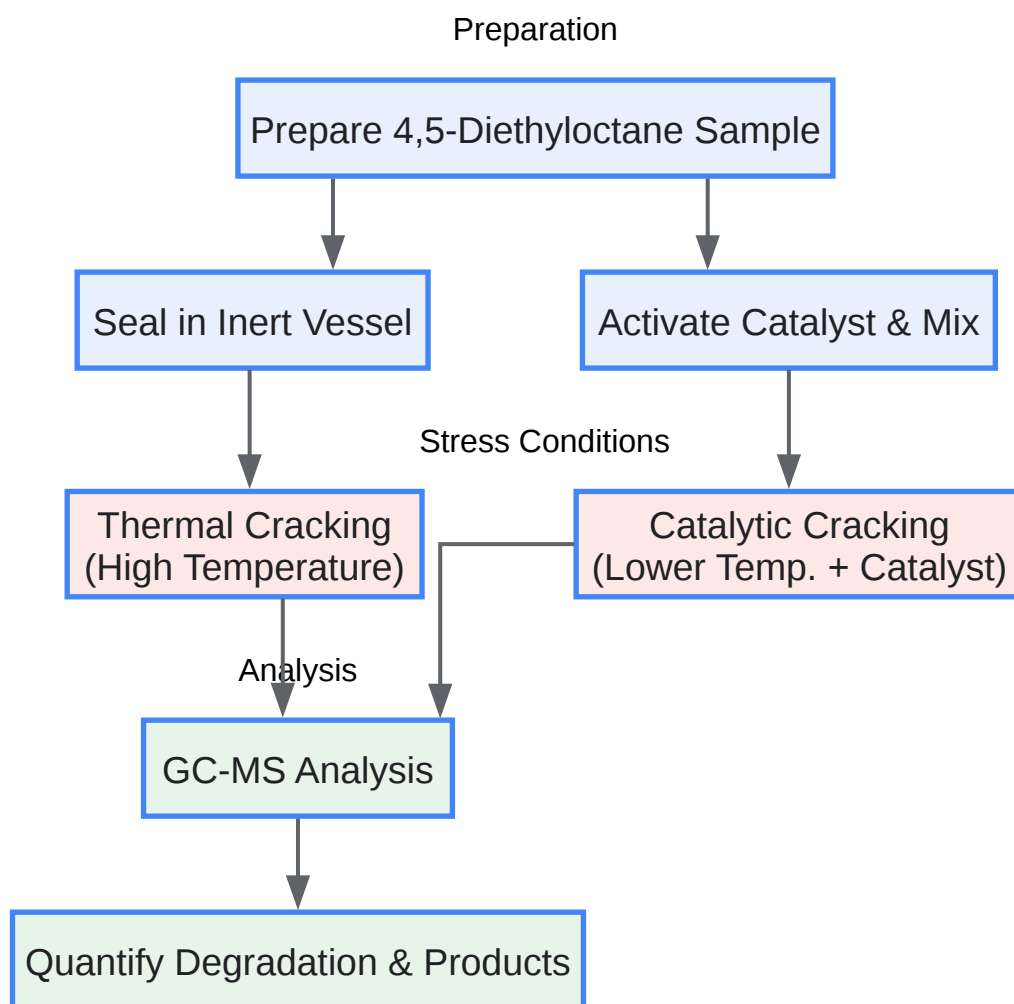 Preparation
Prepare 4,5-Diethyloctane Sample
Seal in Inert Vessel
Activate Catalyst & Mix
Stress Conditions
Thermal Cracking
(High Temperature)
Catalytic Cracking
(Lower Temp. + Catalyst)
Analysis
GC-MS Analysis
Quantify Degradation & Products